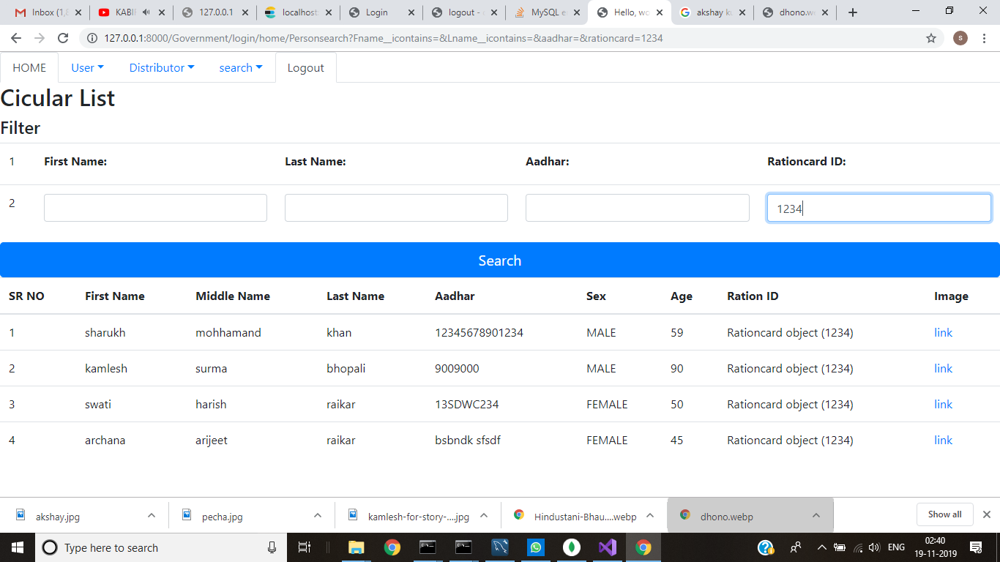 Inbox (1,8
KABIR
127.0.0.1
localhost
Login
logout -
MySQL e
Hello, wo
akshay ku
dhono.we
127.0.0.1:8000/Government/login/home/Personsearch?Fname__icontains=&Lname__icontains=&aadhar=&rationcard=1234
S
HOME User Distributor search Logout
Cicular List
Filter
1 First Name: Last Name: Aadhar: Rationcard ID:
2 1234
Search
SR NO First Name Middle Name Last Name Aadhar Sex Age Ration ID Image
1 sharukh mohhamand khan 12345678901234 MALE 59 Rationcard object (1234) link
2 kamlesh surma bhopali 9009000 MALE 90 Rationcard object (1234) link
3 swati harish raikar 13SDWC234 FEMALE 50 Rationcard object (1234) link
4 archana arijeet raikar bsbndk sfsdf FEMALE 45 Rationcard object (1234) link
akshay.jpg pecha.jpg kamlesh-for-story-....jpg Hindustani-Bhau....webp dhono.webp Show all
Type here to search
ENG
02:40
19-11-2019